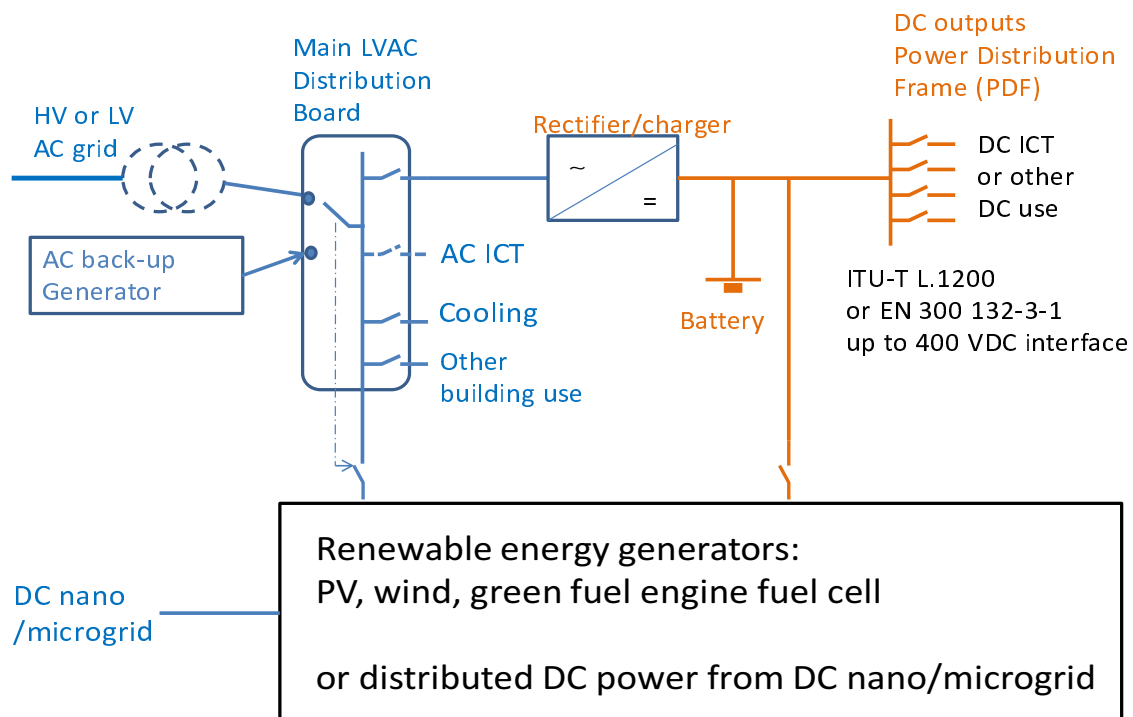 DC outputs
Power Distribution
Frame (PDF)
Main LVAC
Distribution
Board
HV or LV
AC grid
Rectifier/charger
~
=
DC ICT
or other
DC use
AC back-up
Generator
AC ICT
Cooling
Other
building use
Battery
ITU-T L.1200
or EN 300 132-3-1
up to 400 VDC interface
Renewable energy generators:
PV, wind, green fuel engine fuel cell
or distributed DC power from DC nano/microgrid
DC nano
/microgrid